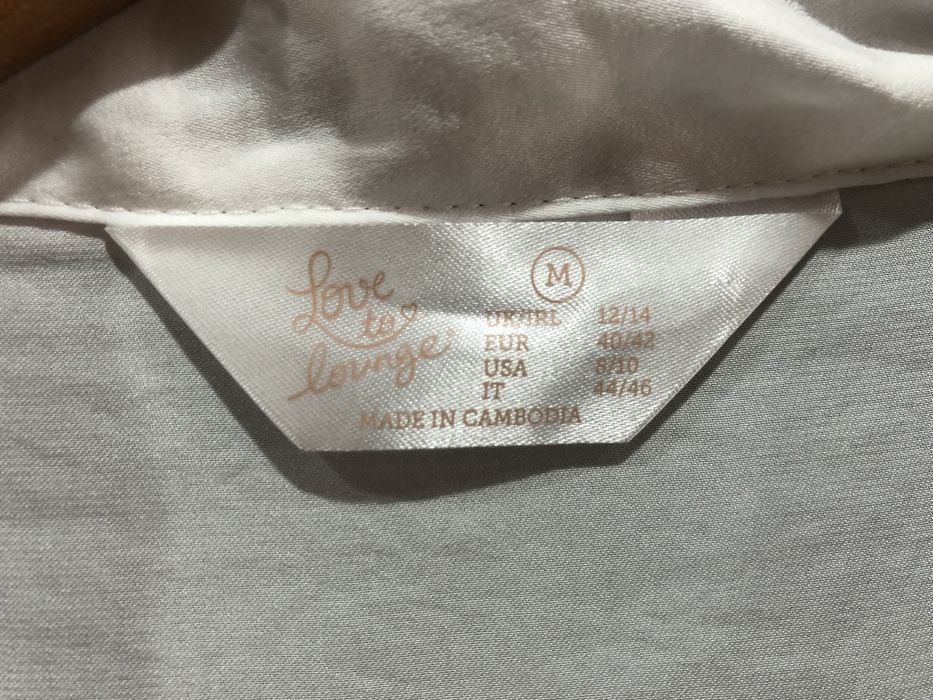 Love
to
lounge
M
UK/IRL 12/14
EUR 40/42
USA 8/10
IT 44/46
MADE IN CAMBODIA